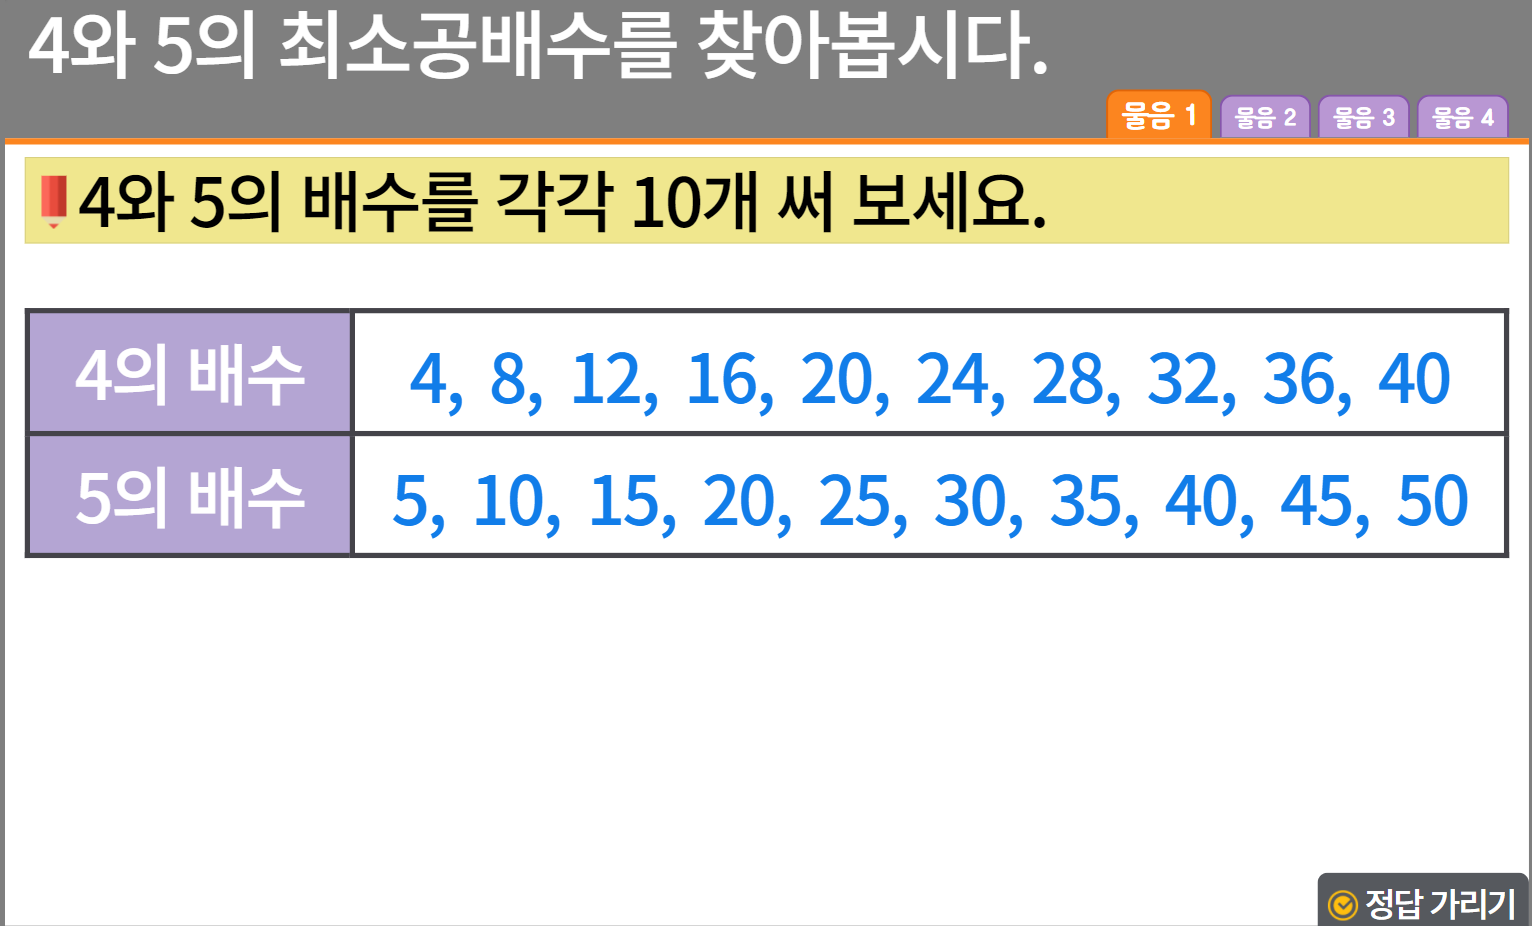 4와 5의 최소공배수를 찾아봅시다.
물음 1 물음 2 물음 3 물음 4
4와 5의 배수를 각각 10개 써 보세요.
4의 배수 4, 8, 12, 16, 20, 24, 28, 32, 36, 40
5의 배수 5, 10, 15, 20, 25, 30, 35, 40, 45, 50
정답 가리기